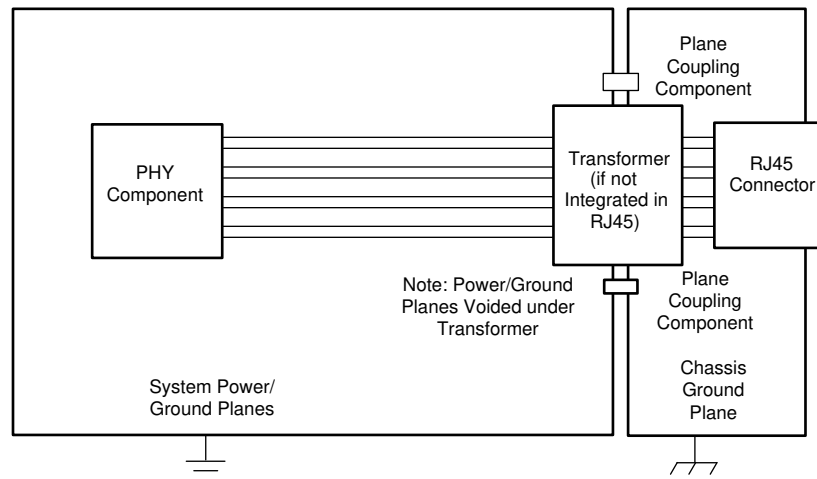 Plane
Coupling
Component
PHY
Component
Transformer
(if not
Integrated in
RJ45)
RJ45
Connector
Note: Power/Ground
Planes Voided under
Transformer
Plane
Coupling
Component
System Power/
Ground Planes
Chassis
Ground
Plane